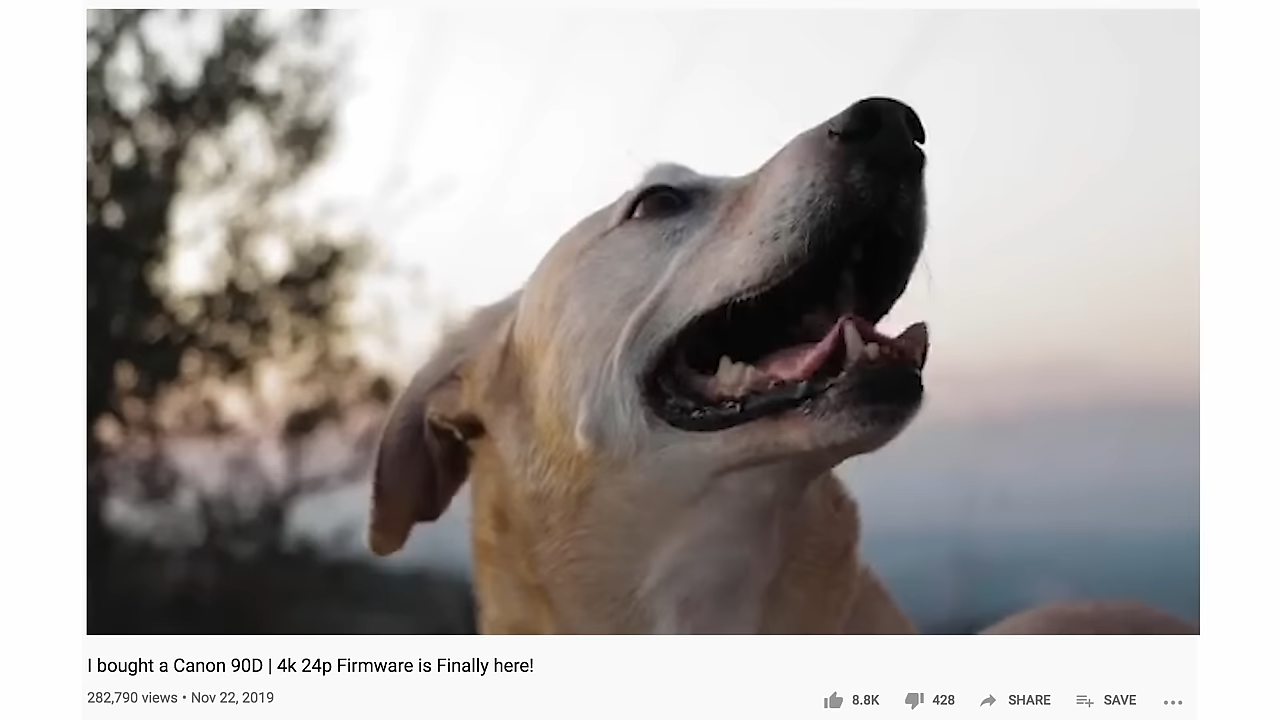 I bought a Canon 90D | 4k 24p Firmware is Finally here!
282,790 views • Nov 22, 2019
8.8K 428 SHARE SAVE